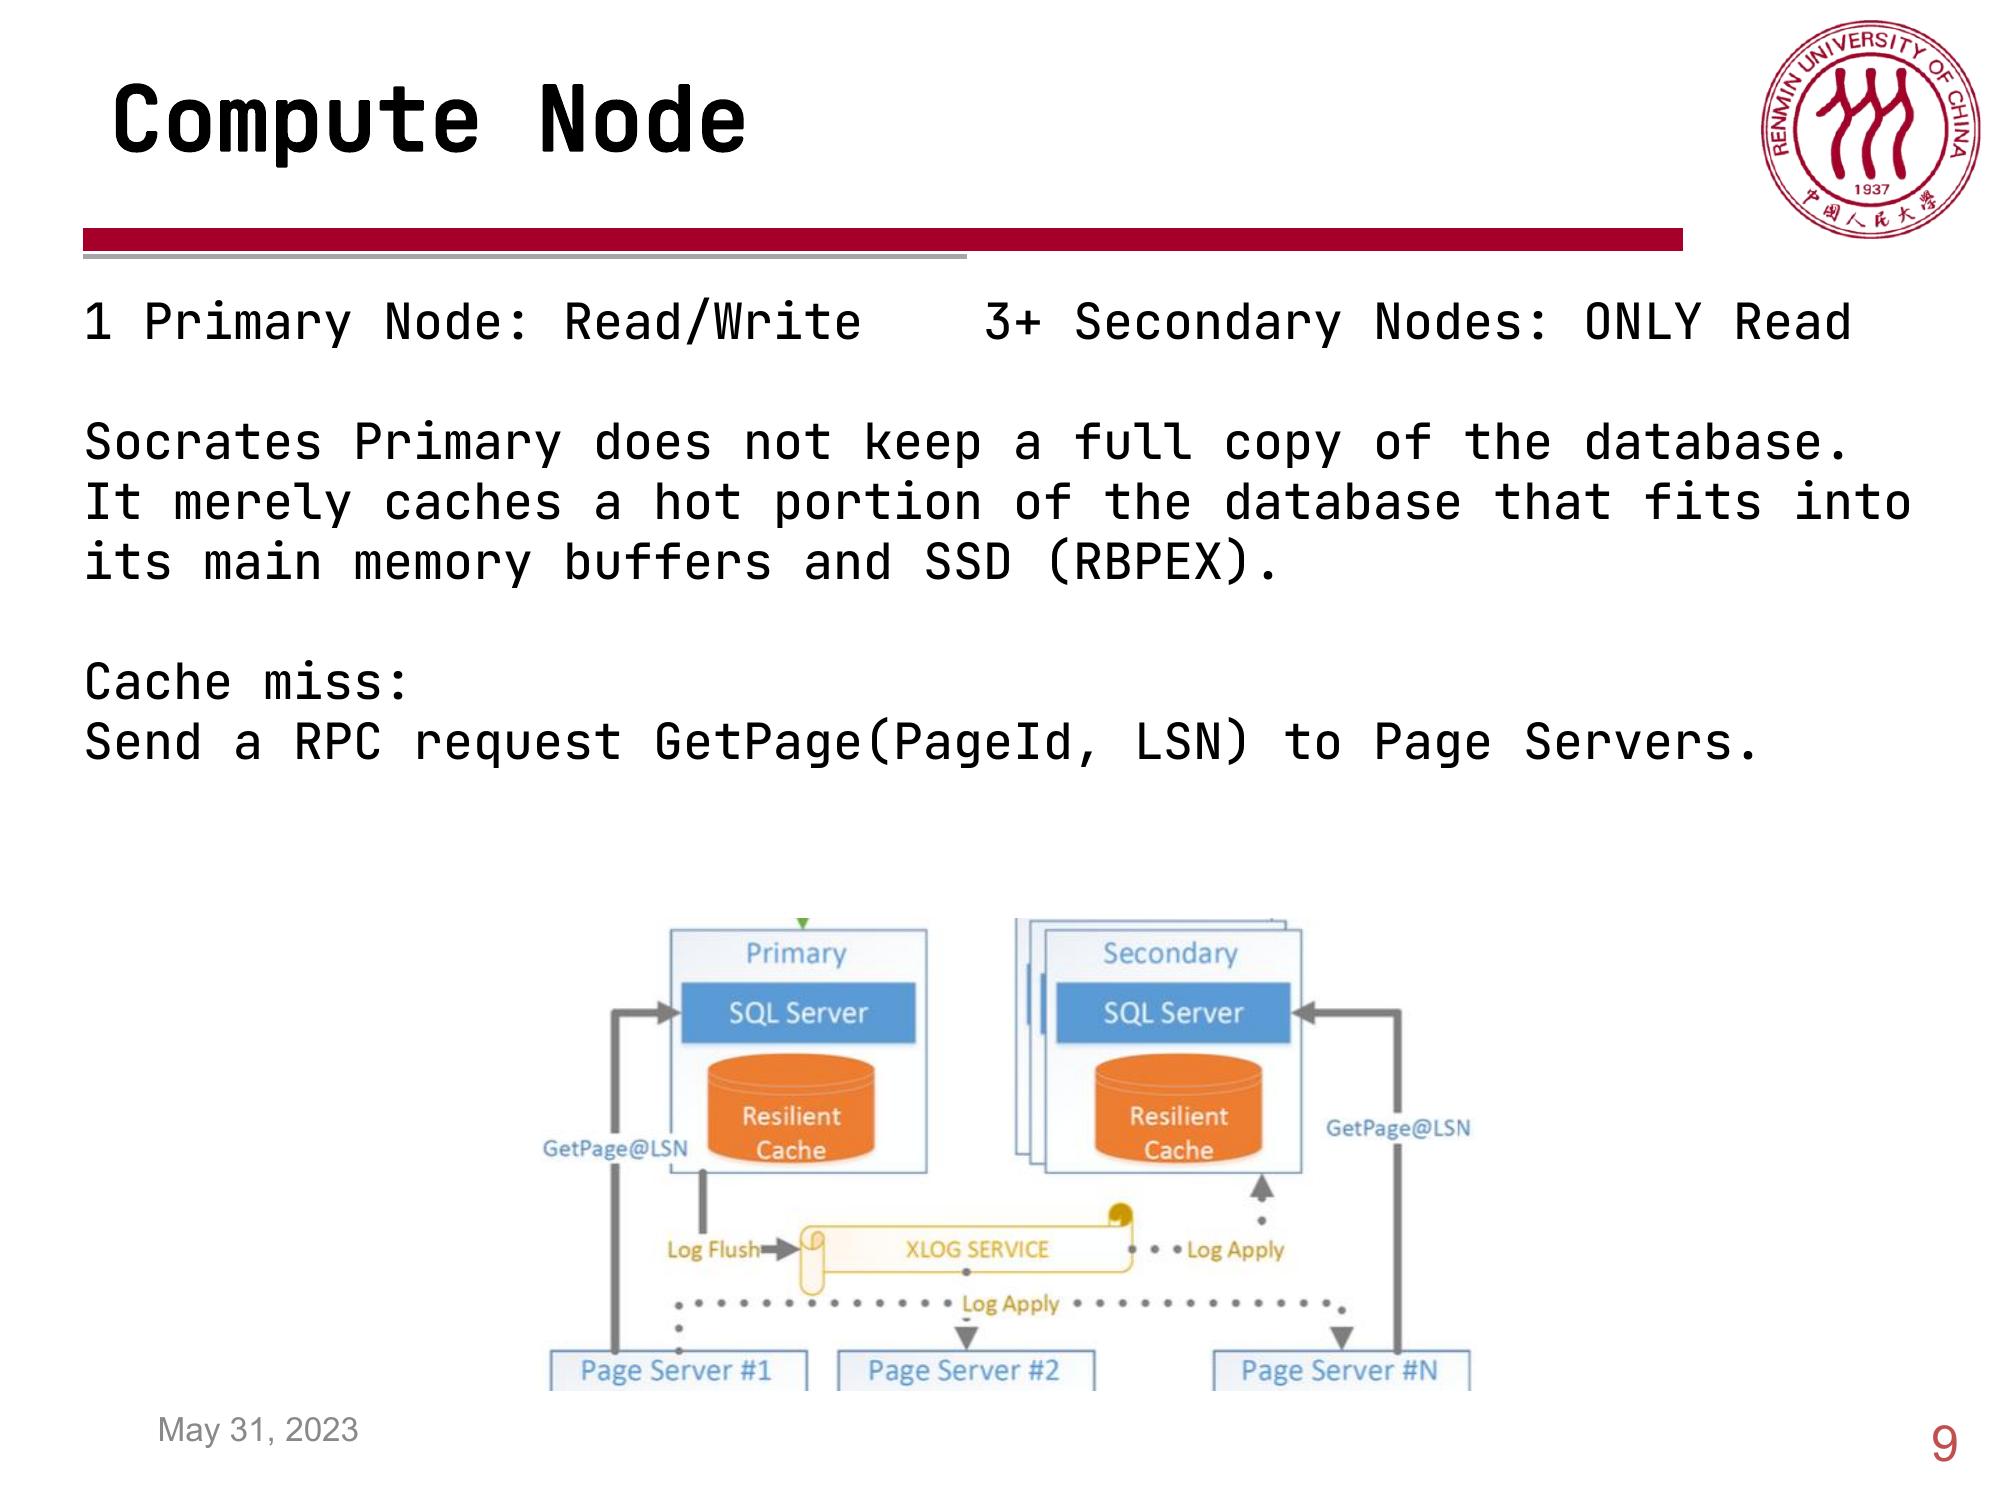 Compute Node
RENMIN UNIVERSITY OF CHINA
1937
中国人民大学
1 Primary Node: Read/Write    3+ Secondary Nodes: ONLY Read
Socrates Primary does not keep a full copy of the database.
It merely caches a hot portion of the database that fits into
its main memory buffers and SSD (RBPEX).
Cache miss:
Send a RPC request GetPage(PageId, LSN) to Page Servers.
Primary
Secondary
SQL Server
SQL Server
Resilient
Cache
Resilient
Cache
GetPage@LSN
GetPage@LSN
Log Flush
XLOG SERVICE
Log Apply
Log Apply
Page Server #1
Page Server #2
Page Server #N
May 31, 2023
9